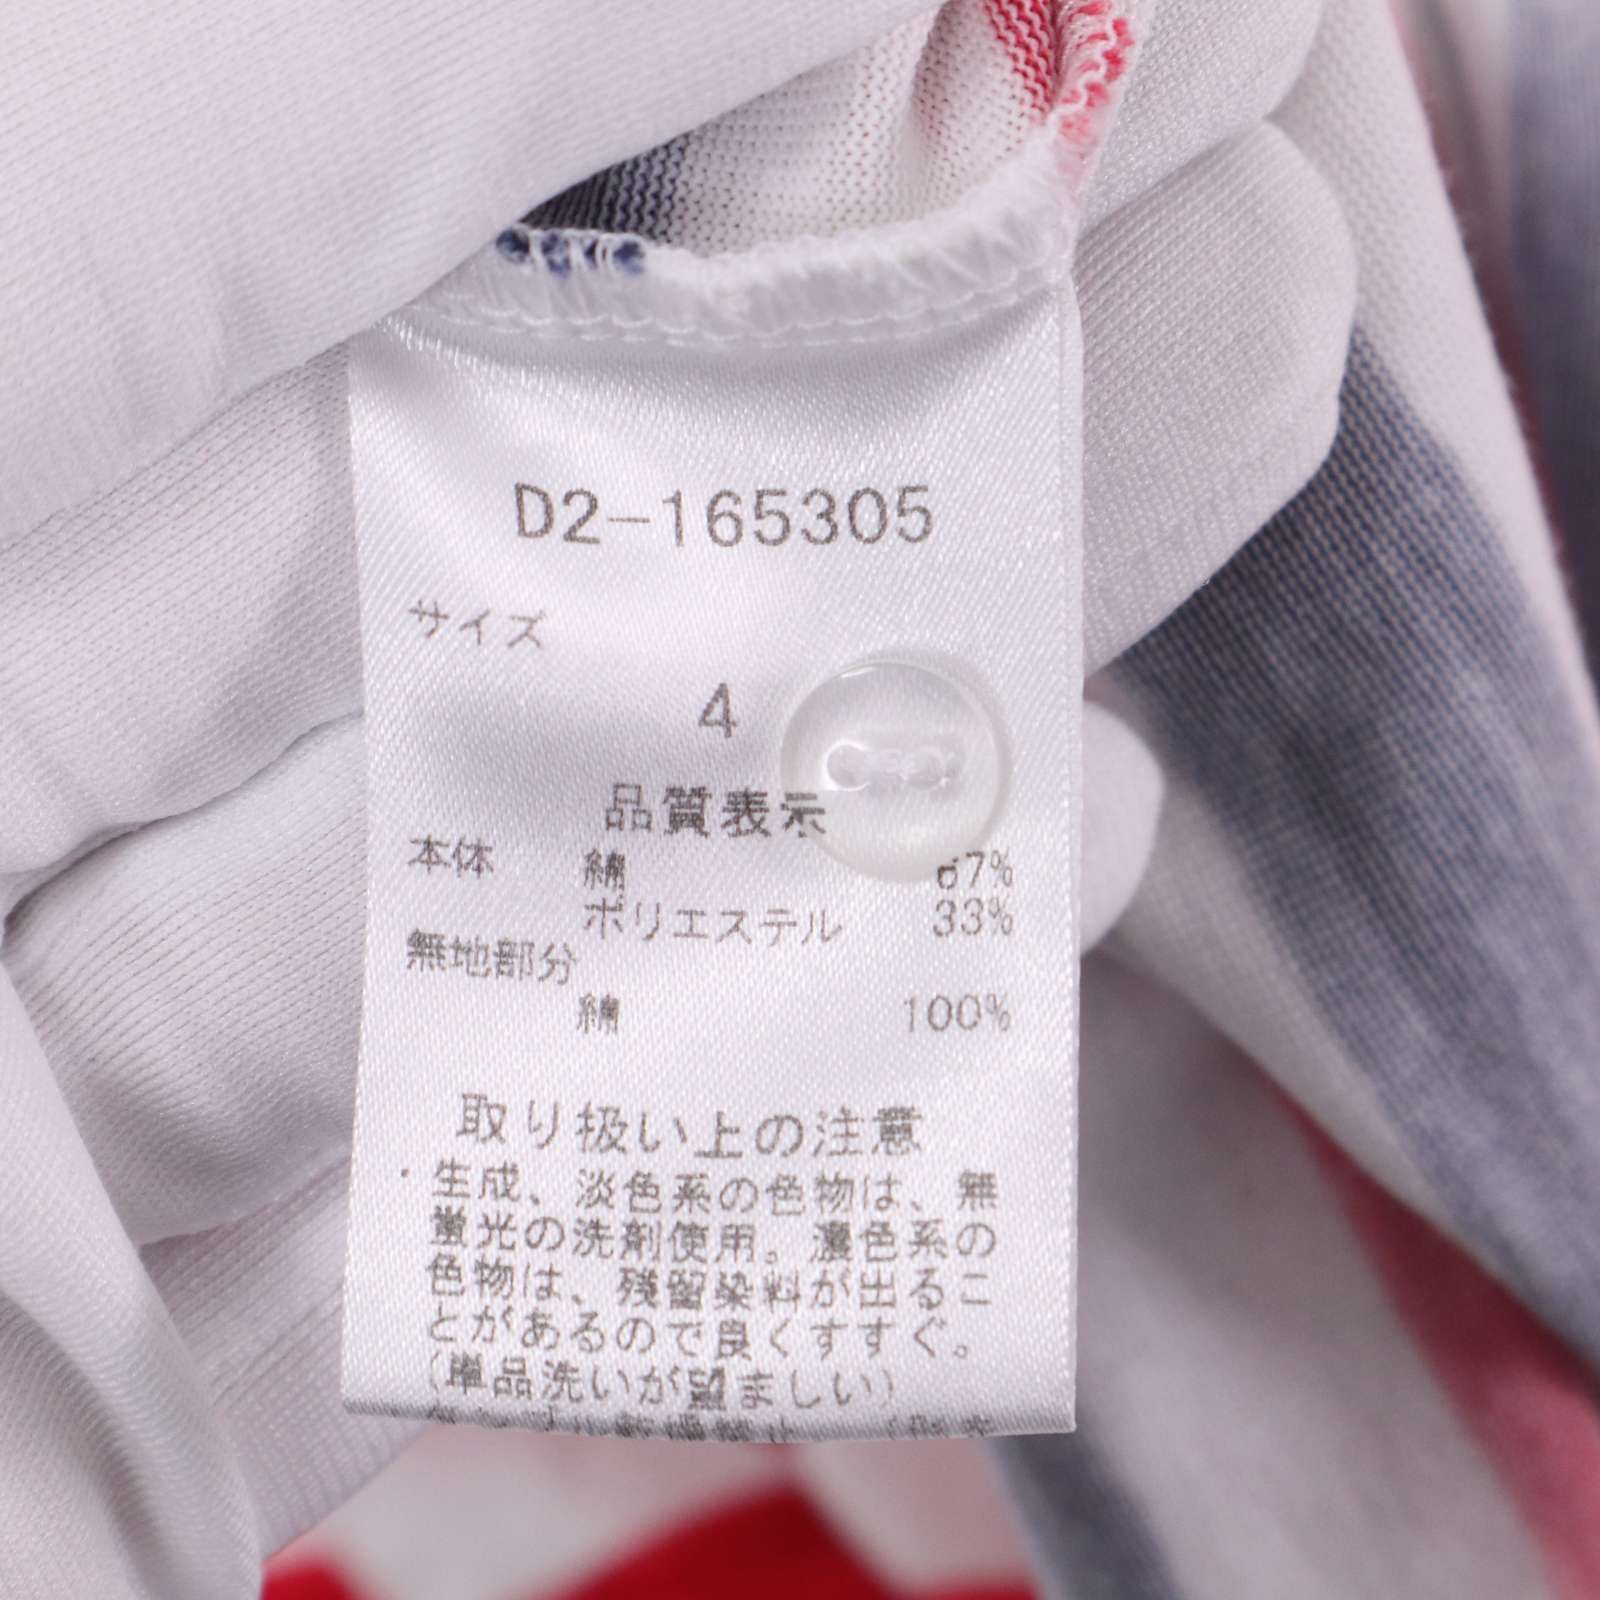 D2-165305
サイズ
4
品質表示
本体 綿 67%
ポリエステル 33%
無地部分
綿 100%
取り扱い上の注意
・生成、淡色系の色物は、無
蛍光の洗剤使用。濃色系の
色物は、残留染料が出るこ
とがあるので良くすすぐ。
(単品洗いが望ましい)